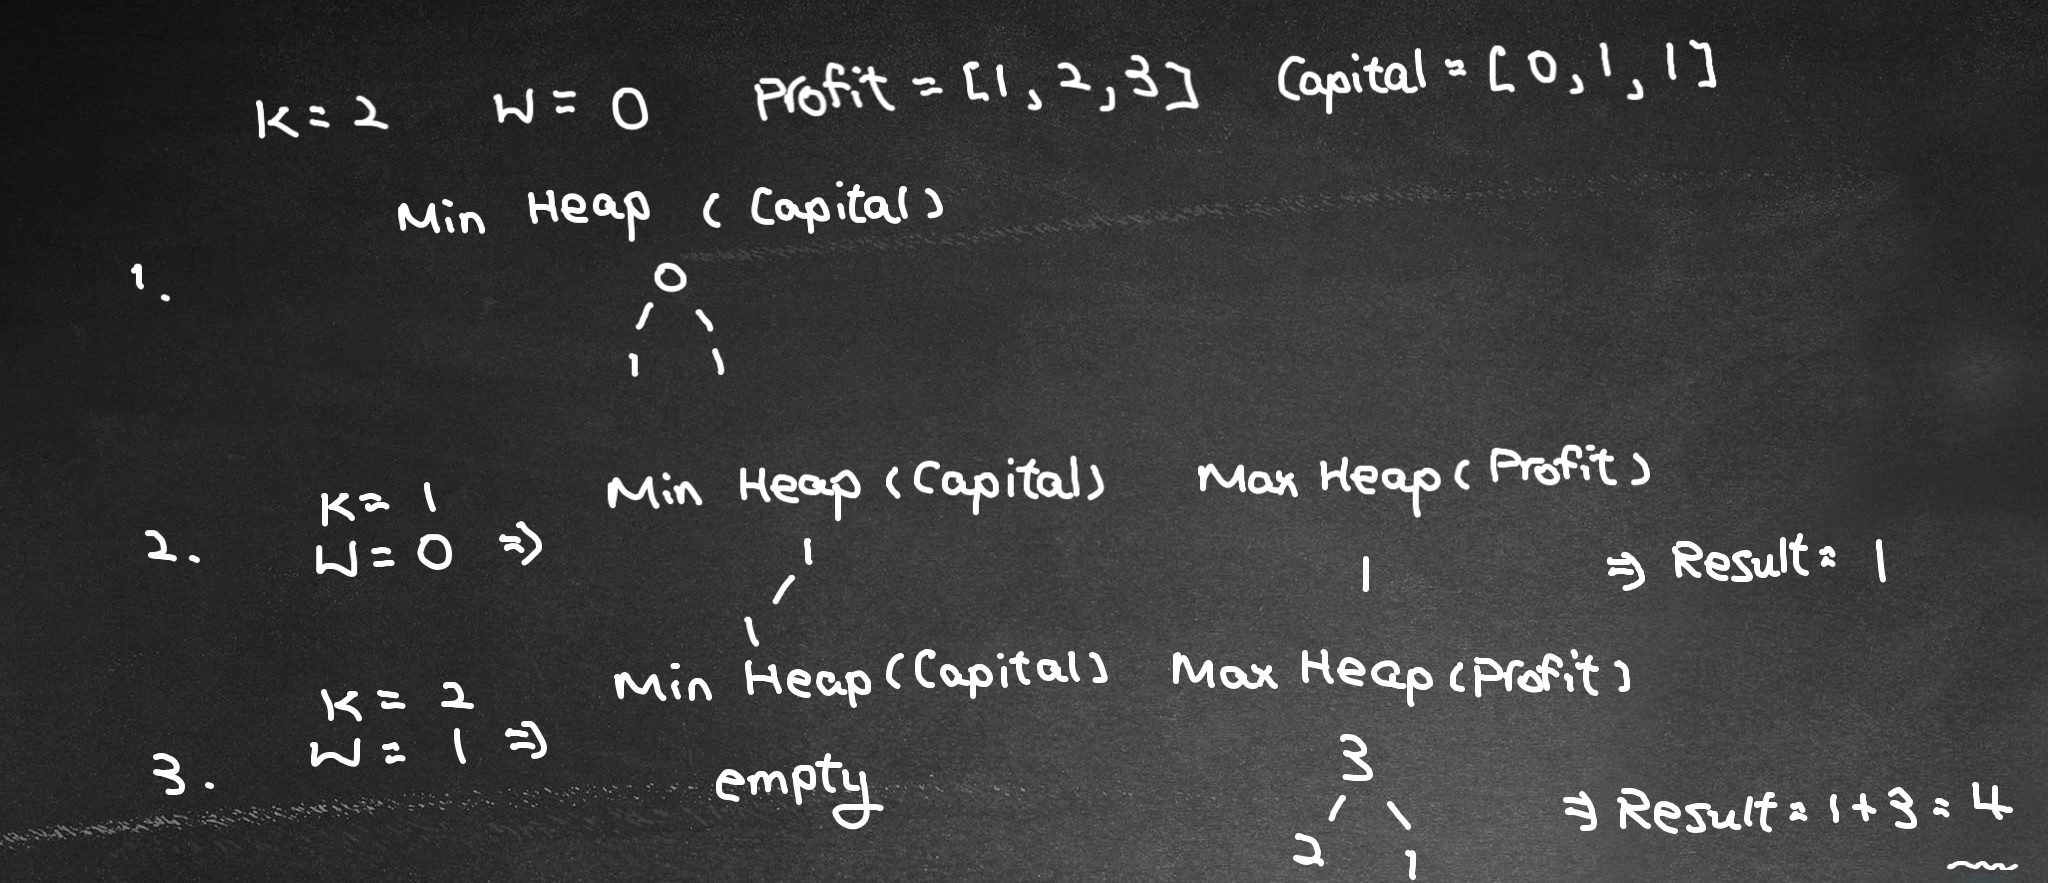 K=2 W=0 Profit=[1,2,3] Capital=[0,1,1]
Min Heap (Capital)
1.
0
/ \
1 1
Min Heap (Capital) Max Heap (Profit)
2. K=1
W=0 ⇒
1
/
1
1
⇒ Result=1
Min Heap (Capital) Max Heap (Profit)
3. K=2
W=1 ⇒
empty
3
/ \
2 1
⇒ Result=1+3=4